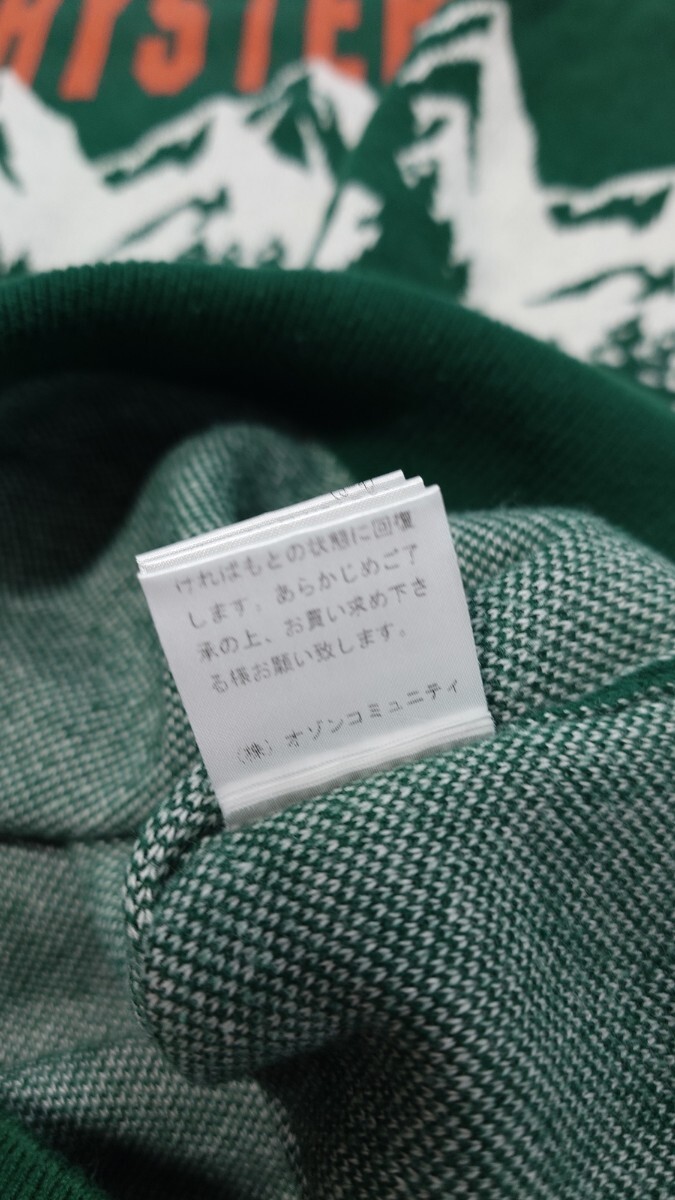 HYSTER
ければもとの状態に回復
します。あらかじめご了
承の上、お買い求め下さ
る様お願い致します。
(株)オゾンコミュニティ